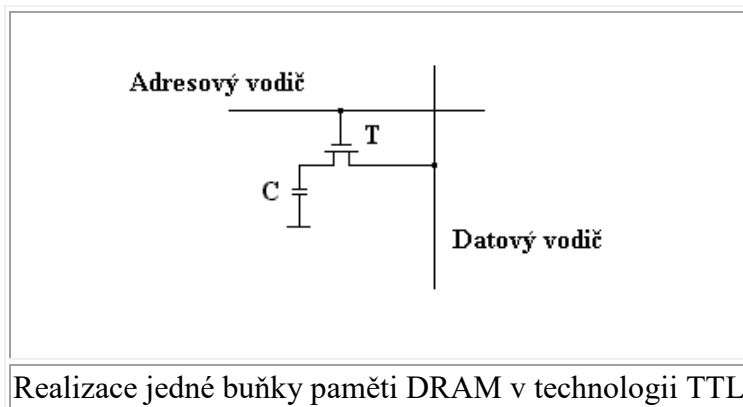 Adresový vodič
T
C
Datový vodič
Realizace jedné buňky paměti DRAM v technologii TTL